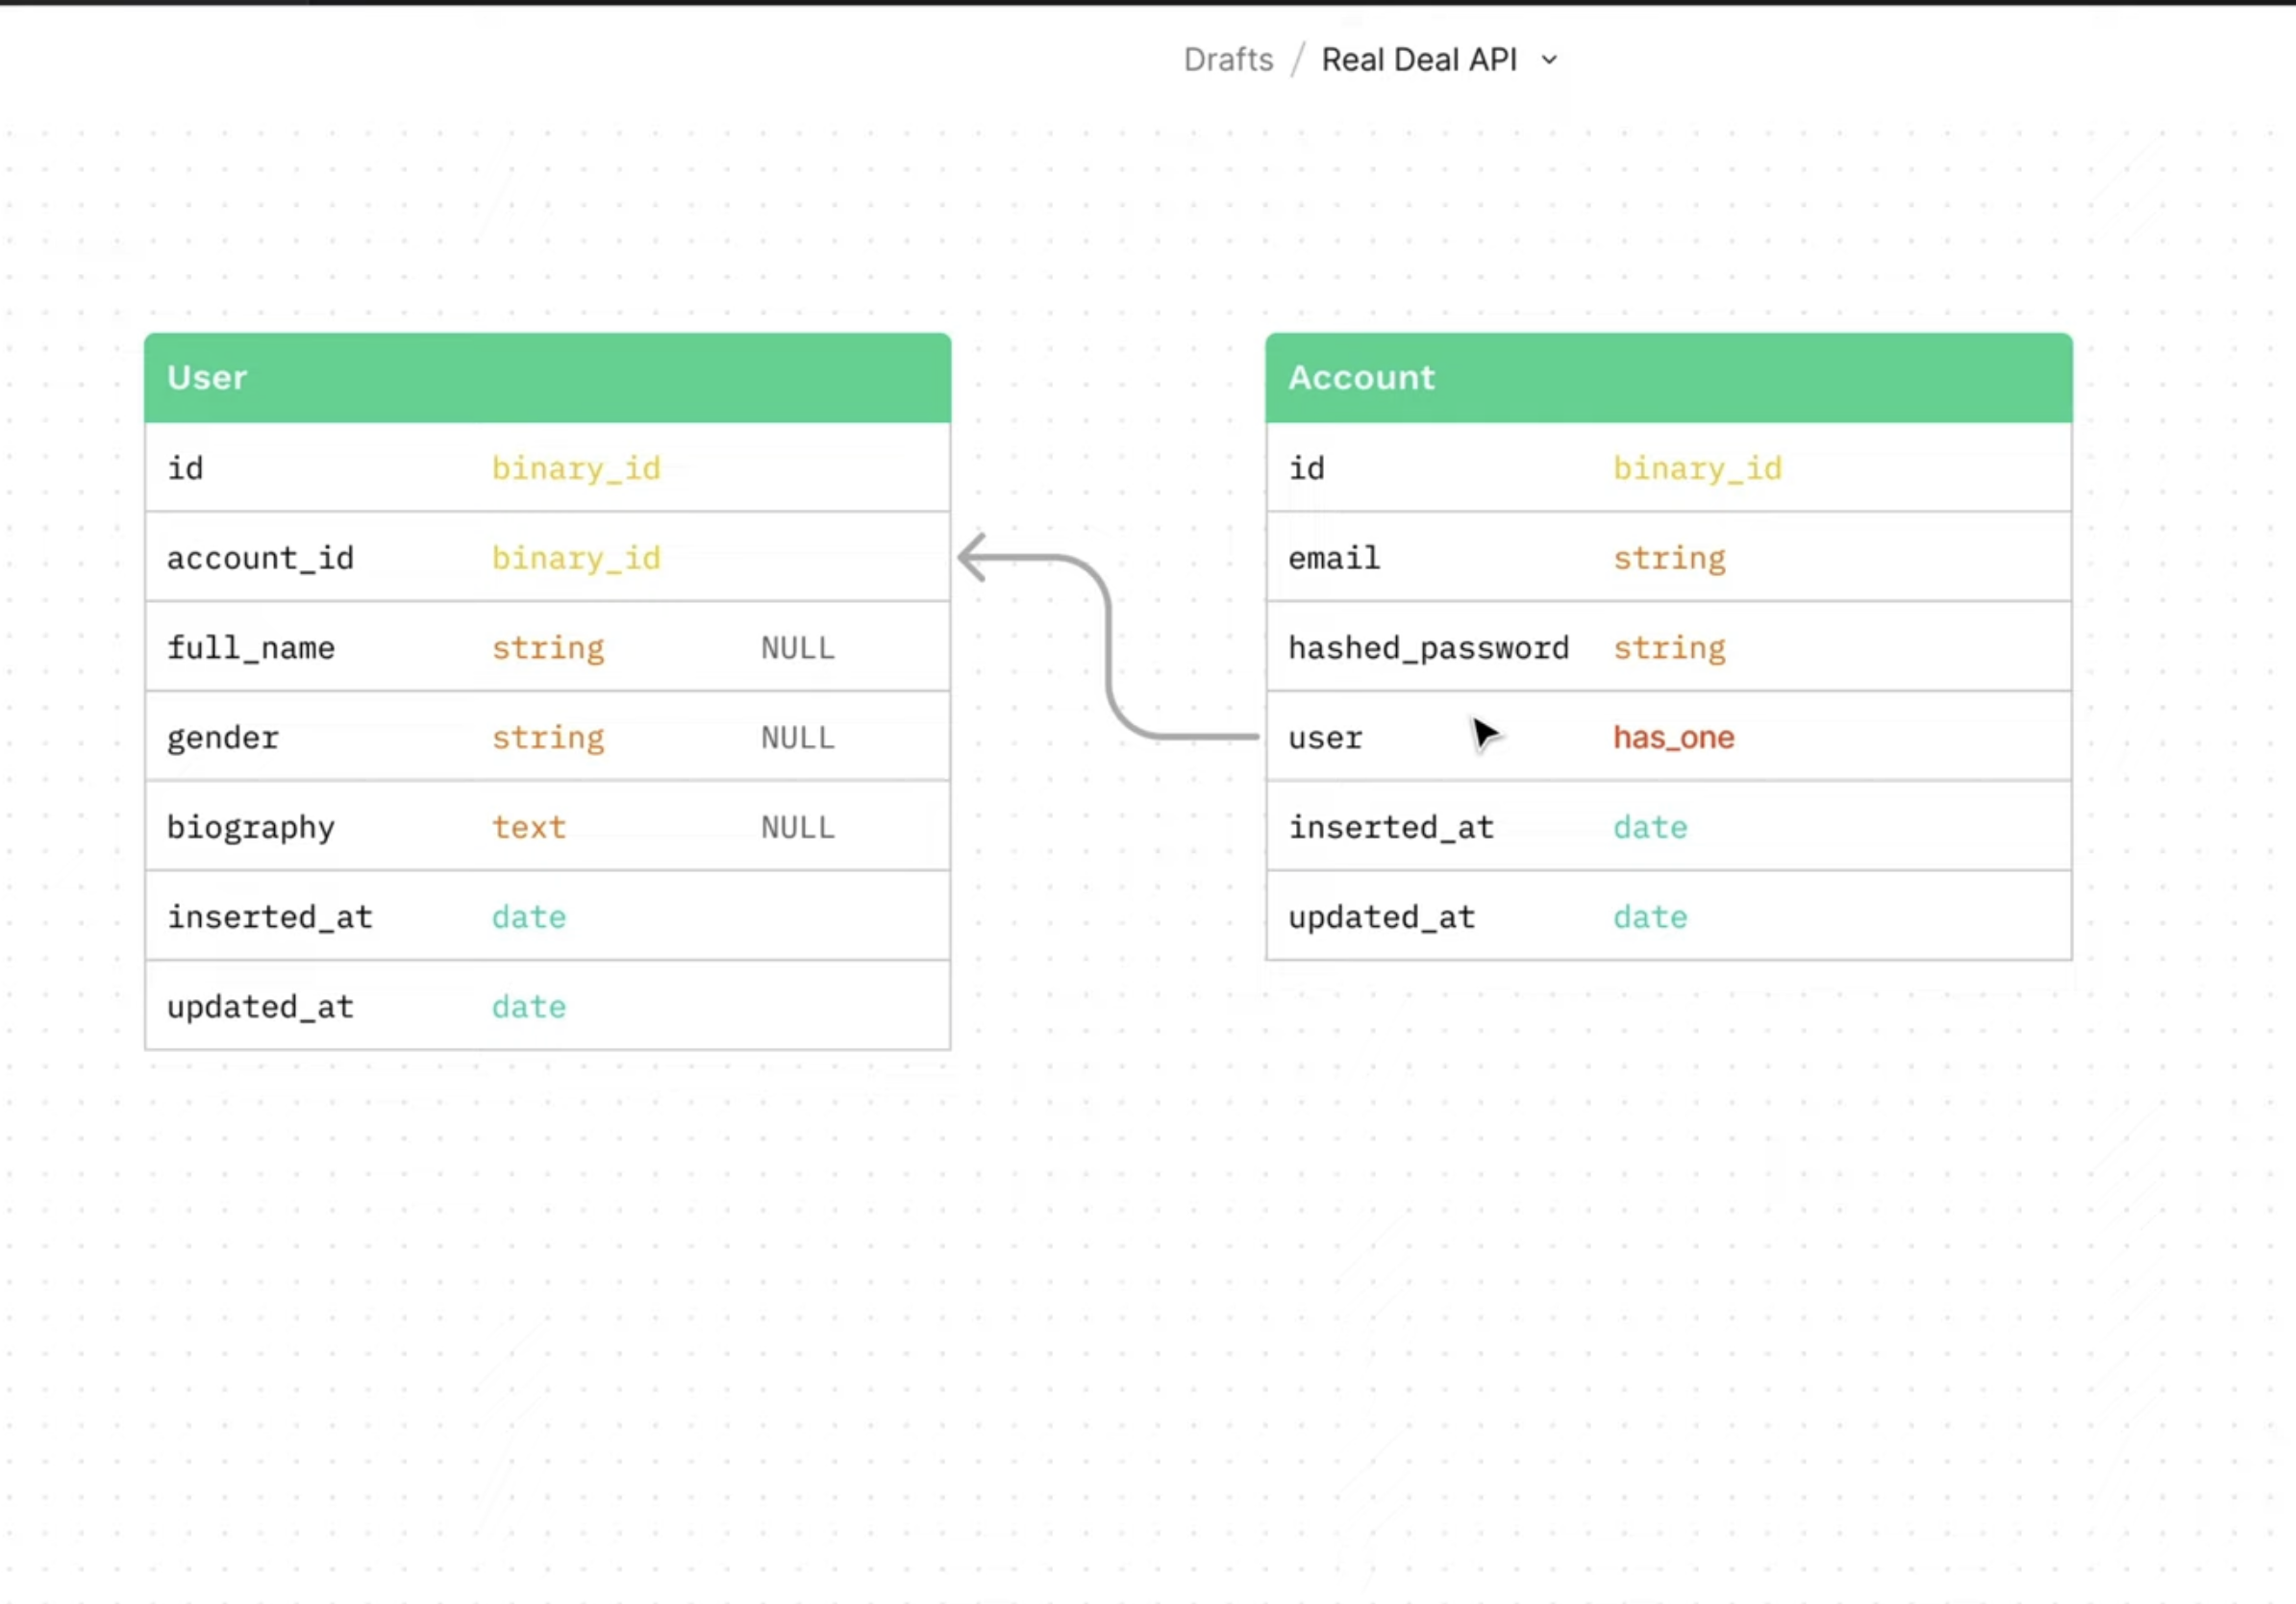 Drafts / Real Deal API
User
id binary_id
account_id binary_id
full_name string NULL
gender string NULL
biography text NULL
inserted_at date
updated_at date
Account
id binary_id
email string
hashed_password string
user has_one
inserted_at date
updated_at date